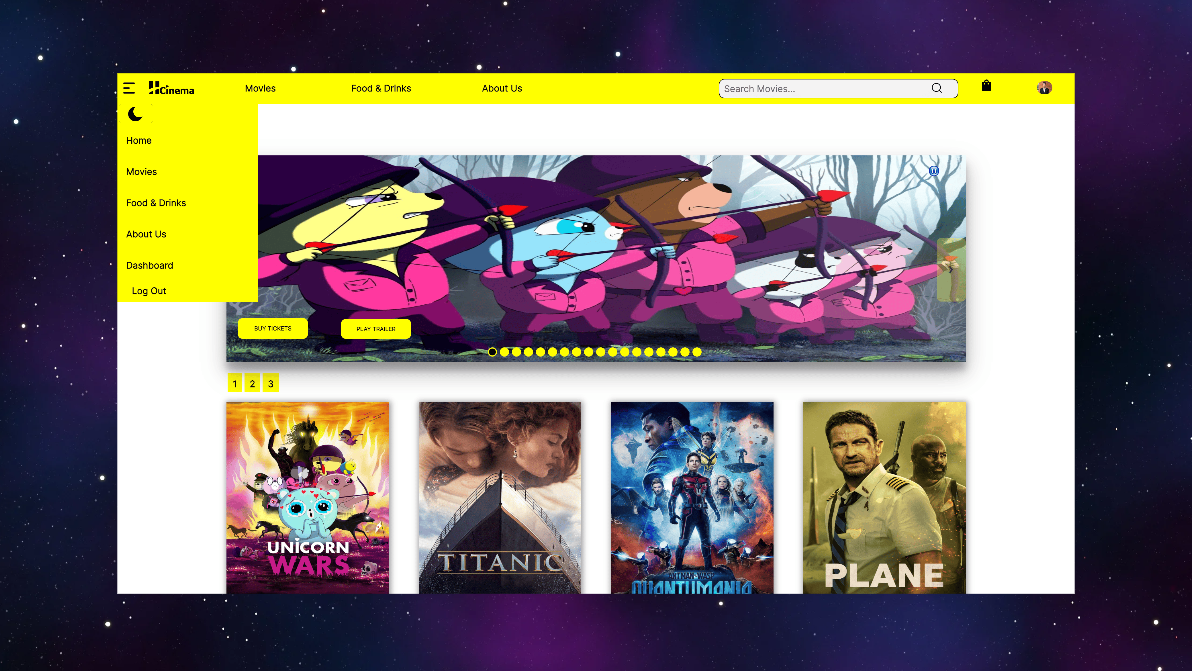 HCinema
Movies
Food & Drinks
About Us
Search Movies...
Home
Movies
Food & Drinks
About Us
Dashboard
Log Out
BUY TICKETS
PLAY TRAILER
1 2 3
UNICORN
WARS
TITANIC
QUANTUMANIA
PLANE